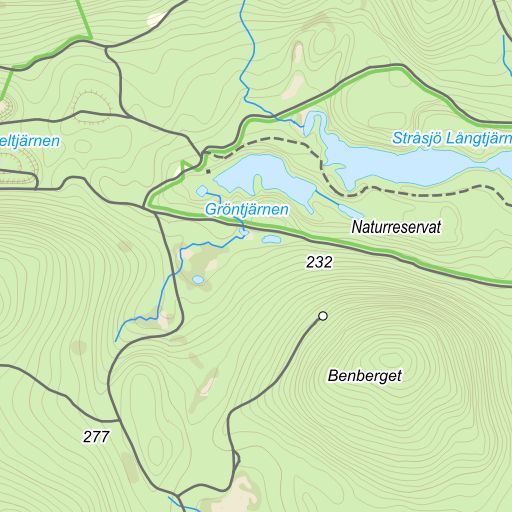 Stråsjö Långtjärn
eltjärnen
Gröntjärnen
Naturreservat
232
Benberget
277